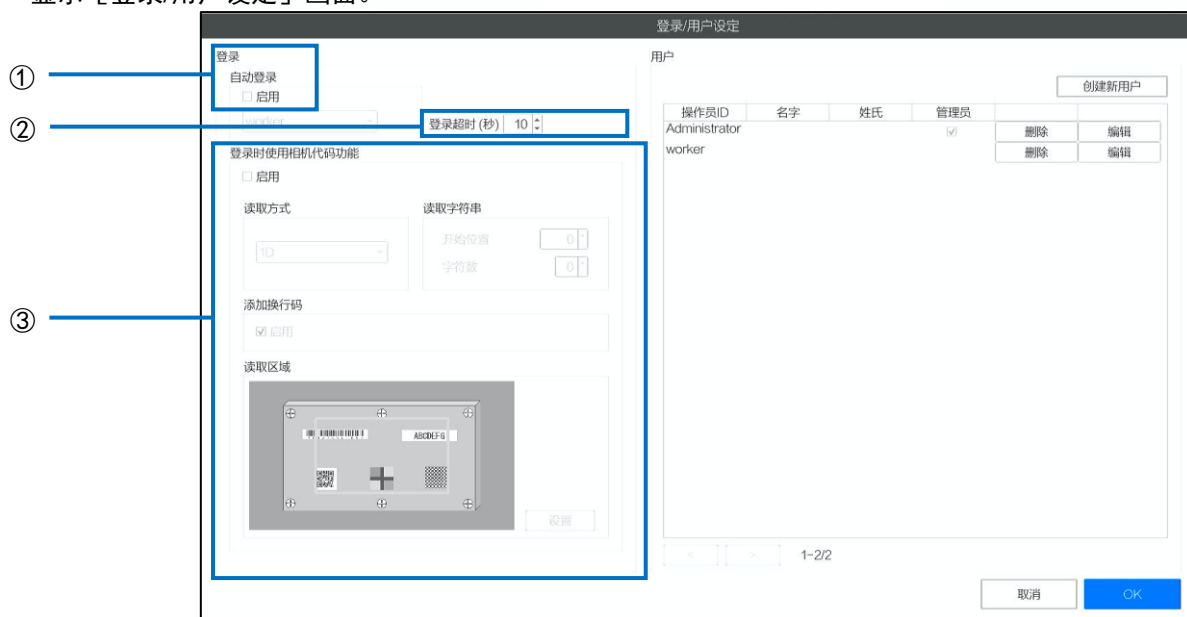 显示［登录/用户设定］画面。
登录/用户设定
登录
自动登录
启用
worker
登录超时 (秒) 10
登录时使用相机代码功能
启用
读取方式
1D
读取字符串
开始位置 0
字符数 0
添加换行码
启用
读取区域
ABCDEFG
设置
用户
创建新用户
操作员ID 名字 姓氏 管理员
Administrator 删除 编辑
worker 删除 编辑
< > 1-2/2
取消 OK
①
②
③